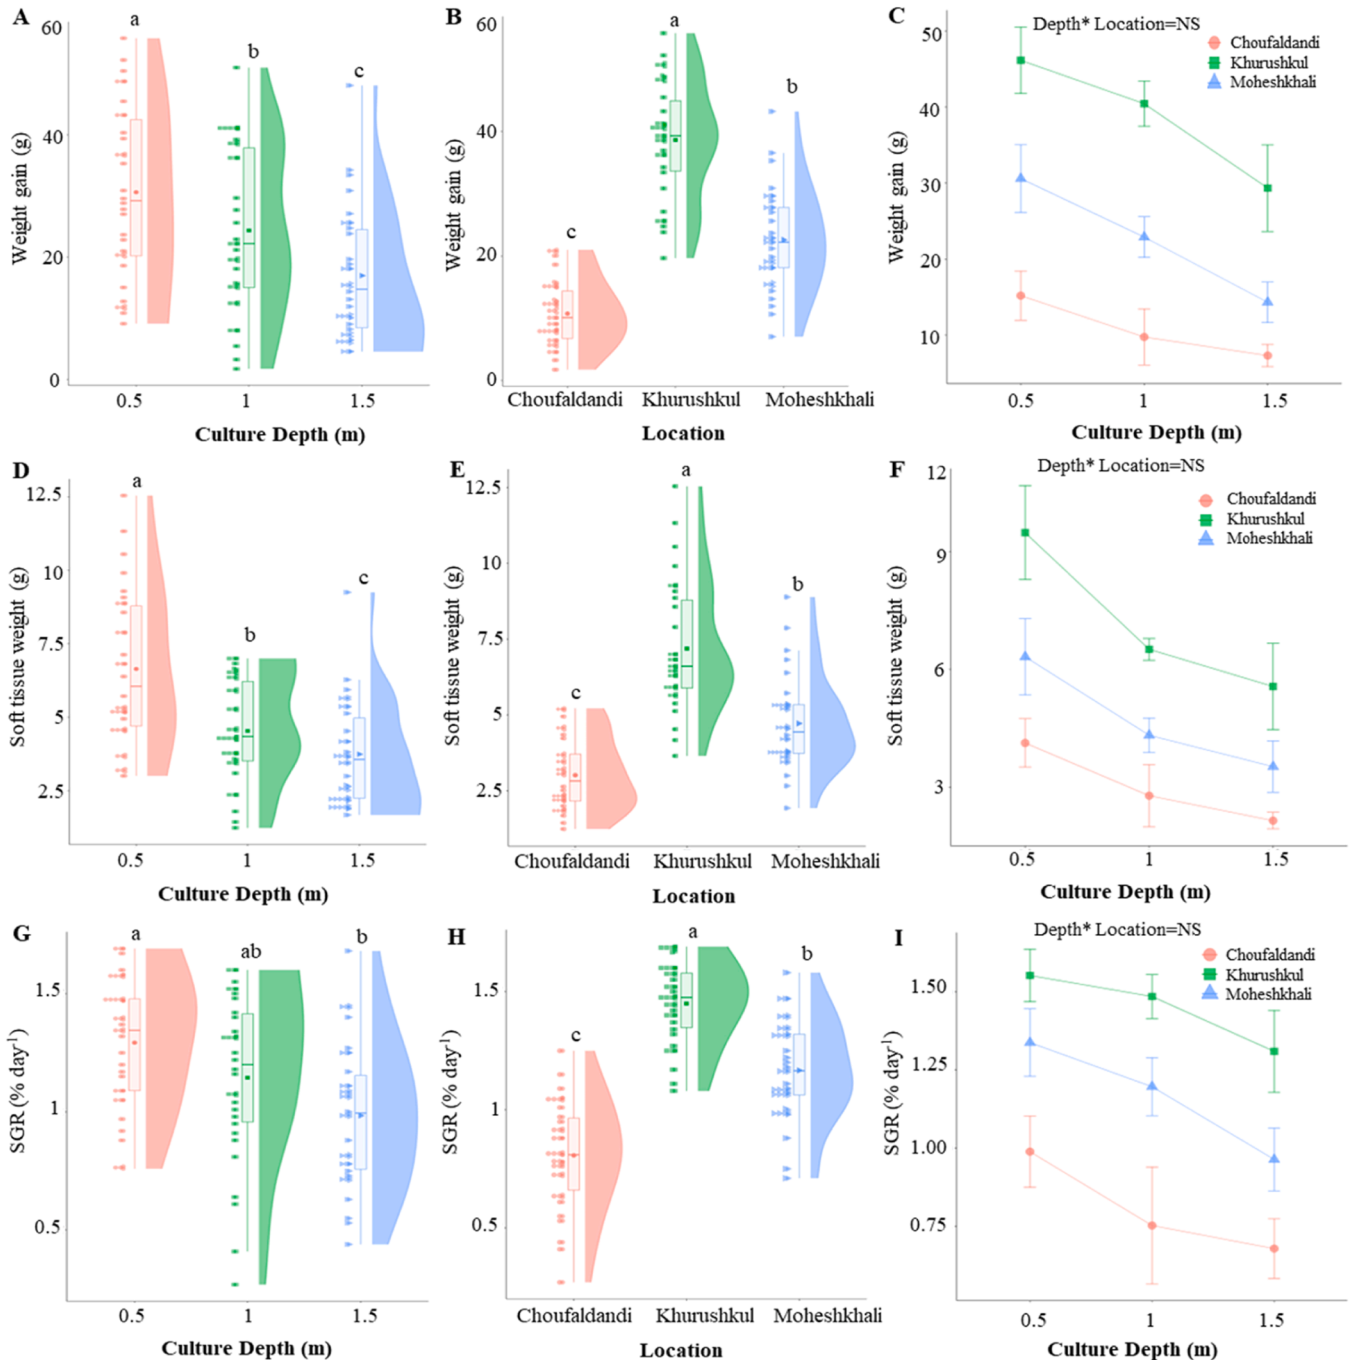 A
60
40
20
0
Weight gain (g)
a
b
c
0.5
1
1.5
Culture Depth (m)
B
60
40
20
0
Weight gain (g)
c
a
b
Choufaldandi
Khurushkul
Moheshkhali
Location
C
Depth* Location=NS
Choufaldandi
Khurushkul
Moheshkhali
50
40
30
20
10
Weight gain (g)
0.5
1
1.5
Culture Depth (m)
D
12.5
10
7.5
5
2.5
Soft tissue weight (g)
a
b
c
0.5
1
1.5
Culture Depth (m)
E
12.5
10
7.5
5
2.5
Soft tissue weight (g)
c
a
b
Choufaldandi
Khurushkul
Moheshkhali
Location
F
Depth* Location=NS
Choufaldandi
Khurushkul
Moheshkhali
12
9
6
3
Soft tissue weight (g)
0.5
1
1.5
Culture Depth (m)
G
1.5
1
0.5
SGR (% day⁻¹)
a
ab
b
0.5
1
1.5
Culture Depth (m)
H
1.5
1
0.5
SGR (% day⁻¹)
c
a
b
Choufaldandi
Khurushkul
Moheshkhali
Location
I
Depth* Location=NS
Choufaldandi
Khurushkul
Moheshkhali
1.50
1.25
1.00
0.75
SGR (% day⁻¹)
0.5
1
1.5
Culture Depth (m)